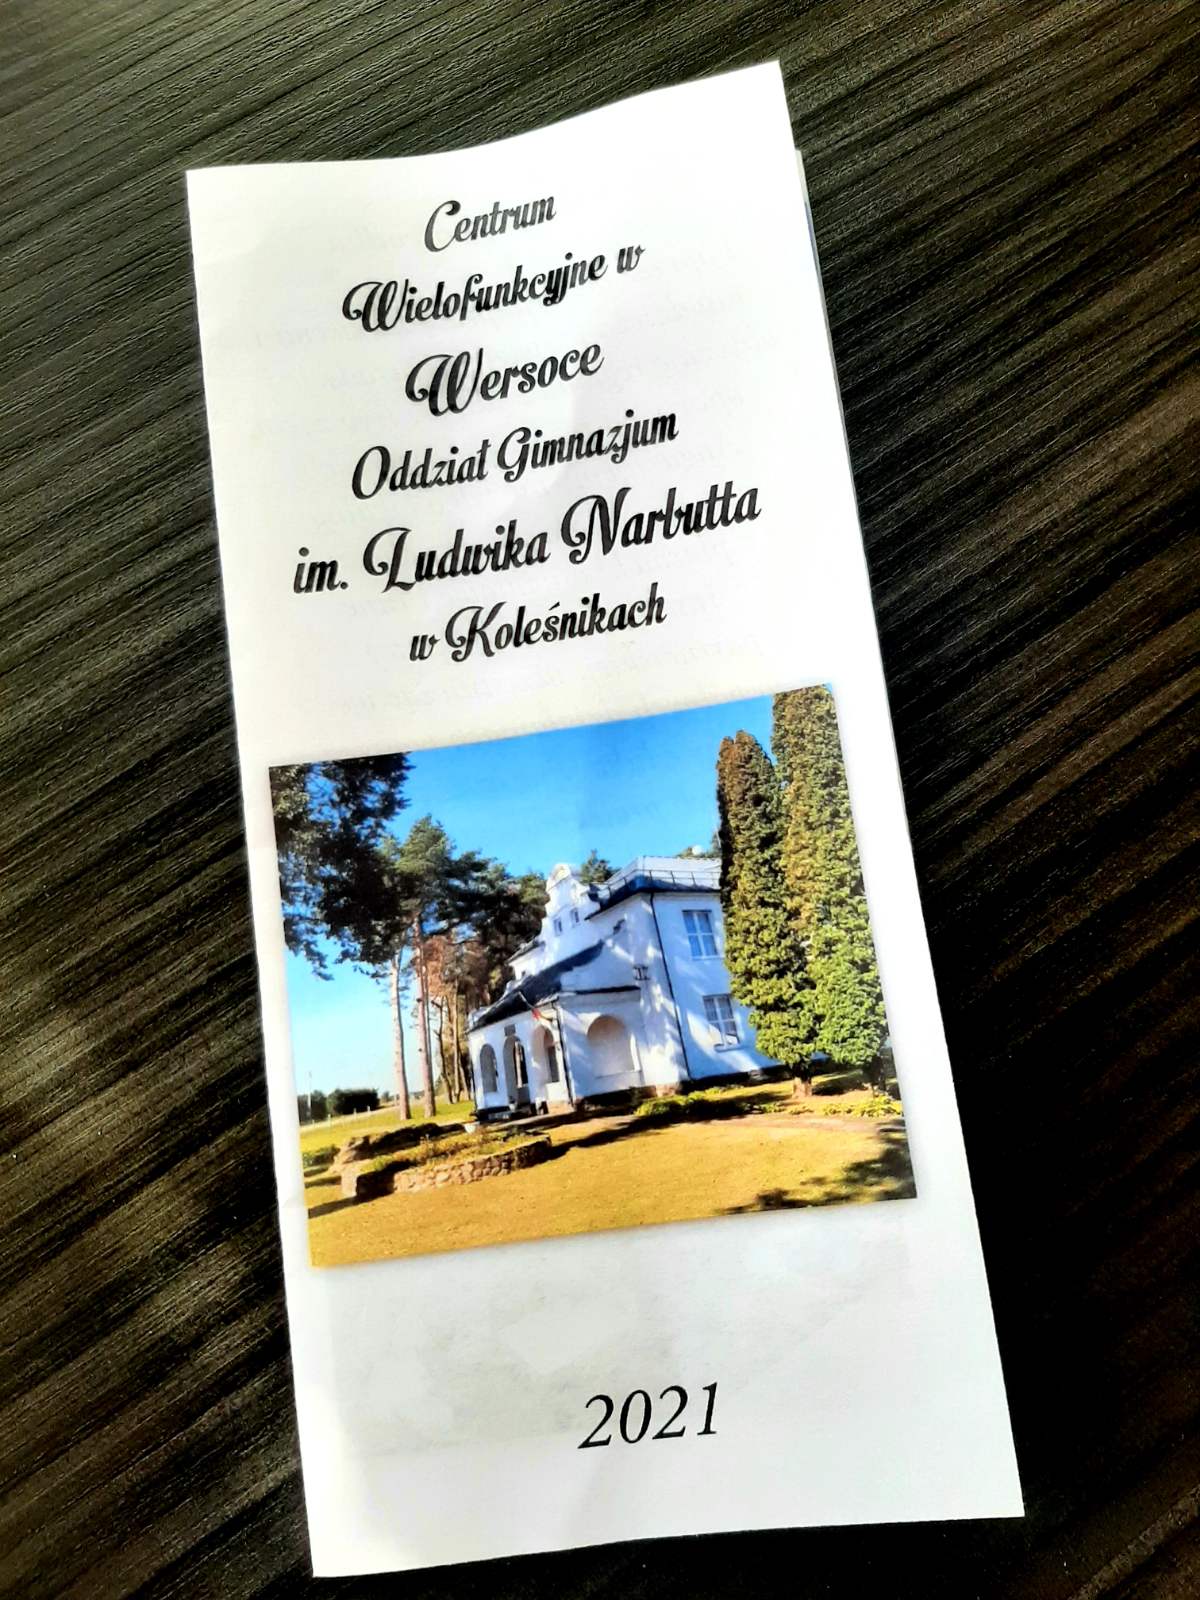 Centrum
Wielofunkcyjne w
Wersoce
Oddział Gimnazjum
im. Ludwika Narbutta
w Koleśnikach
2021